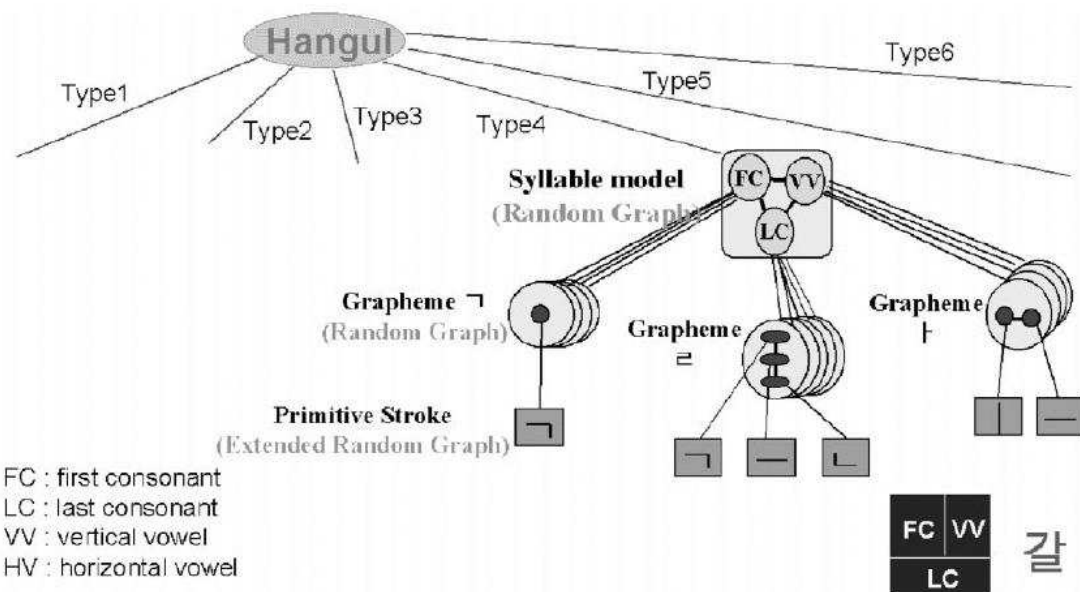 Hangul
Type1
Type2
Type3
Type4
Type5
Type6
Syllable model
(Random Graph)
FC
VV
LC
Grapheme ㄱ
(Random Graph)
Grapheme
ㄹ
Grapheme
ㅏ
Primitive Stroke
(Extended Random Graph)
ㄱ
ㄱ
ㅡ
ㄴ
ㅣ
ㅡ
FC : first consonant
LC : last consonant
VV : vertical vowel
HV : horizontal vowel
FC VV
LC
갈